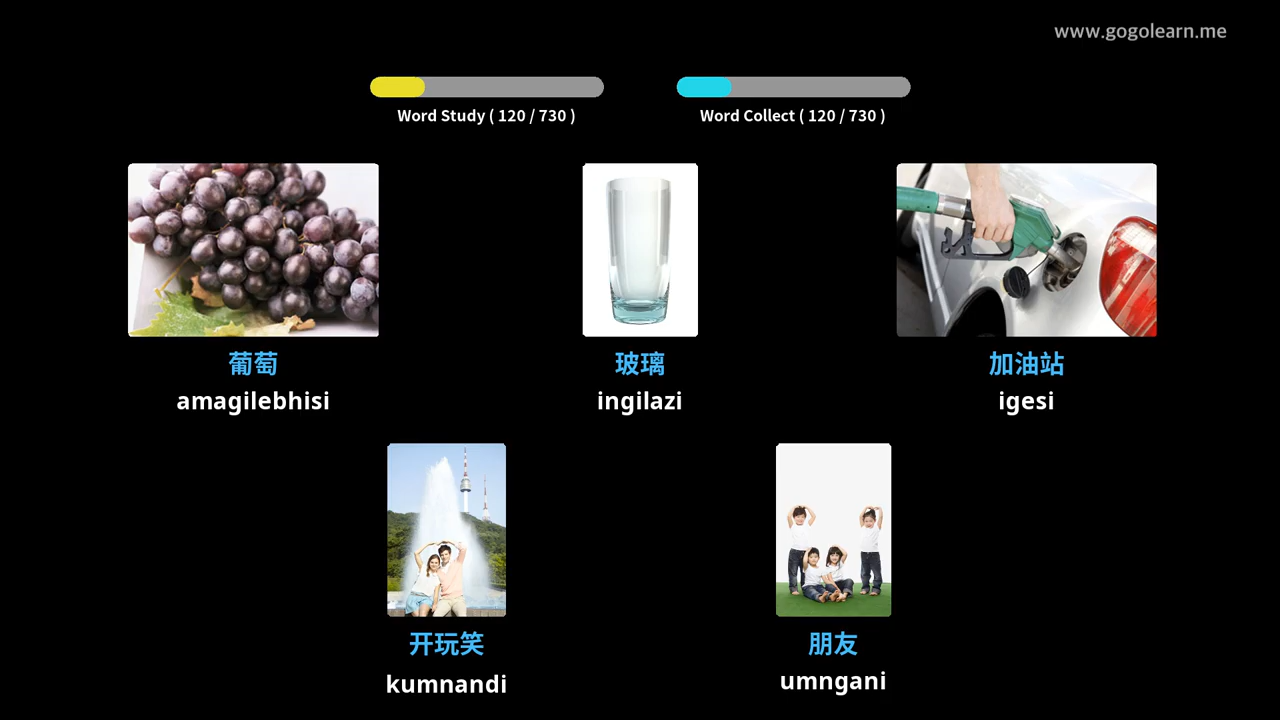 www.gogolearn.me
Word Study ( 120 / 730 )
Word Collect ( 120 / 730 )
葡萄
amagilebhisi
玻璃
ingilazi
加油站
igesi
开玩笑
kumnandi
朋友
umngani